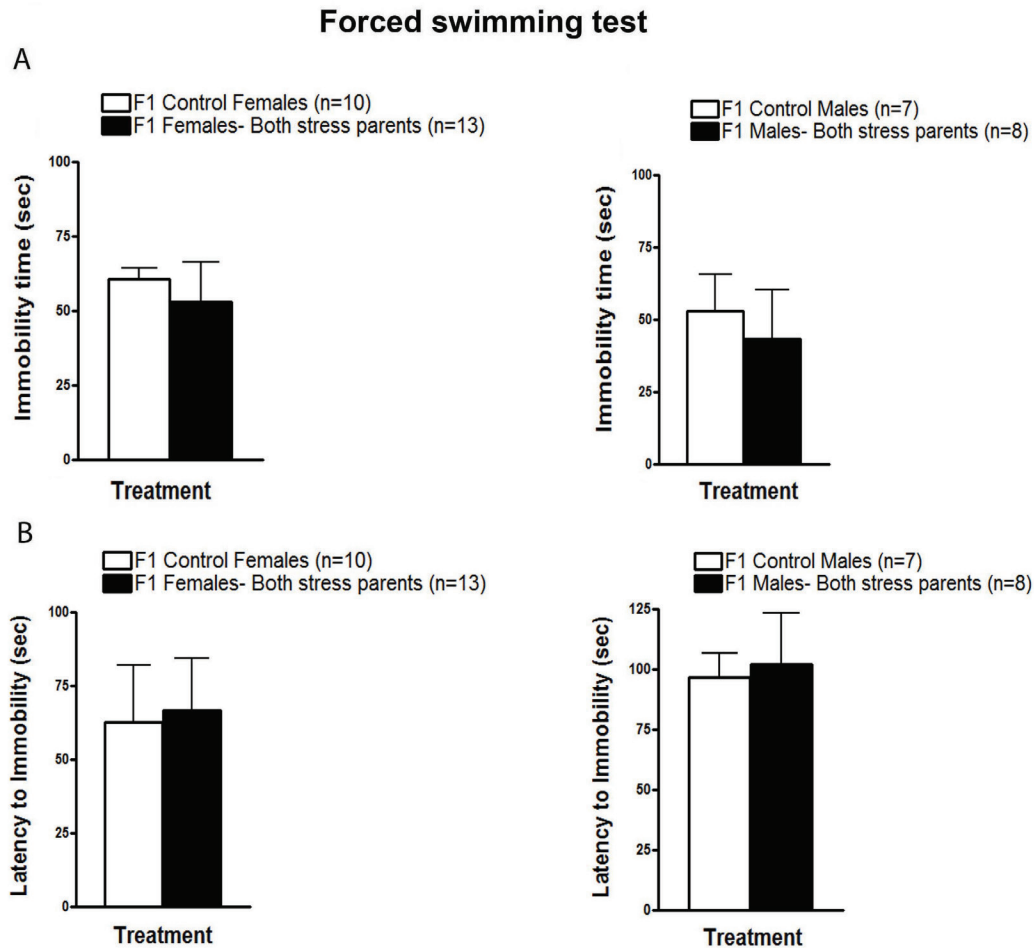 Forced swimming test
A
F1 Control Females (n=10)
F1 Females- Both stress parents (n=13)
Immobility time (sec)
100
75
50
25
0
Treatment
F1 Control Males (n=7)
F1 Males- Both stress parents (n=8)
Immobility time (sec)
100
75
50
25
0
Treatment
B
F1 Control Females (n=10)
F1 Females- Both stress parents (n=13)
Latency to Immobility (sec)
100
75
50
25
0
Treatment
F1 Control Males (n=7)
F1 Males- Both stress parents (n=8)
Latency to Immobility (sec)
125
100
75
50
25
0
Treatment